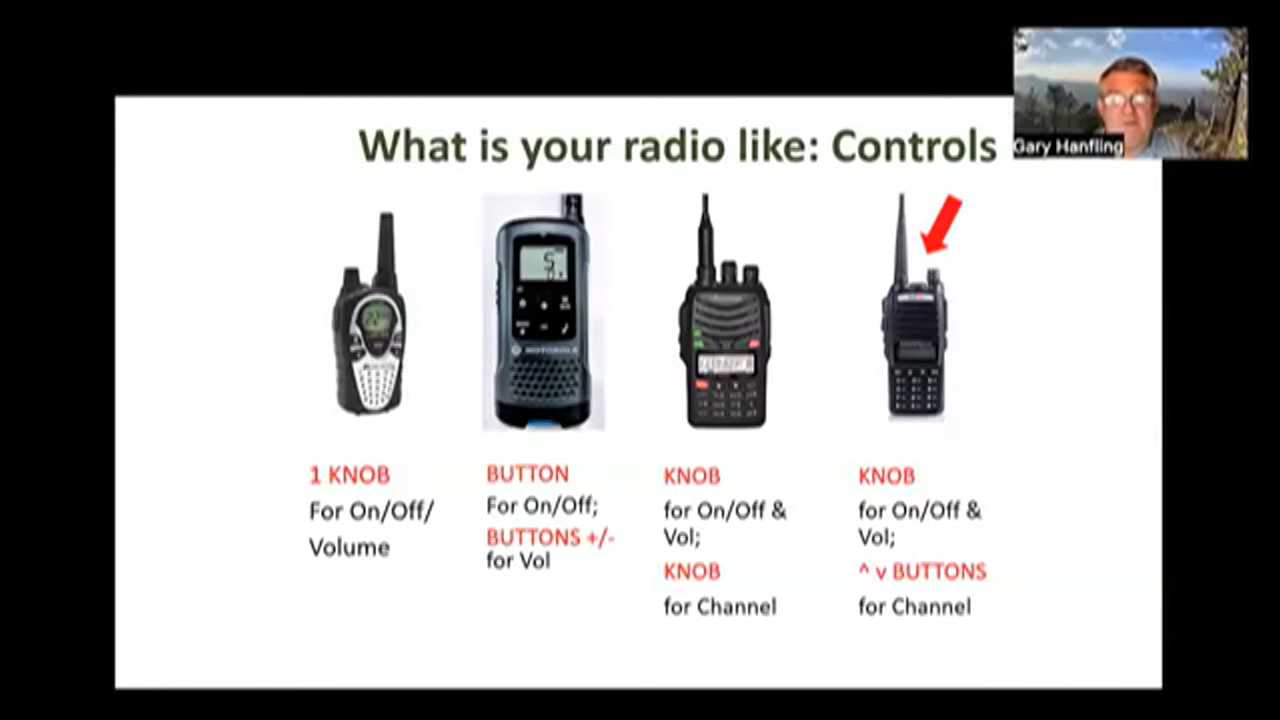 What is your radio like: Controls
Gary Hanfling
S
MOTOROLA
1 KNOB
For On/Off/
Volume
BUTTON
For On/Off;
BUTTONS +/-
for Vol
KNOB
for On/Off &
Vol;
KNOB
for Channel
KNOB
for On/Off &
Vol;
^ v BUTTONS
for Channel